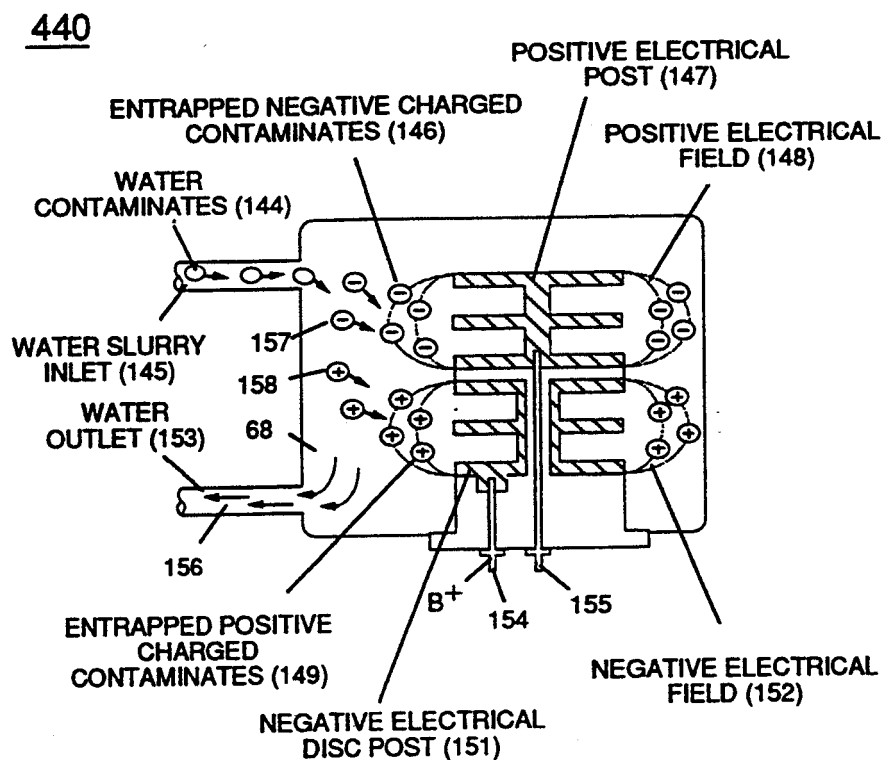 440
POSITIVE ELECTRICAL
POST (147)
ENTRAPPED NEGATIVE CHARGED
CONTAMINATES (146)
POSITIVE ELECTRICAL
FIELD (148)
WATER
CONTAMINATES (144)
157
WATER SLURRY
INLET (145)
158
WATER
OUTLET (153)
68
156
B+
154
155
ENTRAPPED POSITIVE
CHARGED
CONTAMINATES (149)
NEGATIVE ELECTRICAL
FIELD (152)
NEGATIVE ELECTRICAL
DISC POST (151)